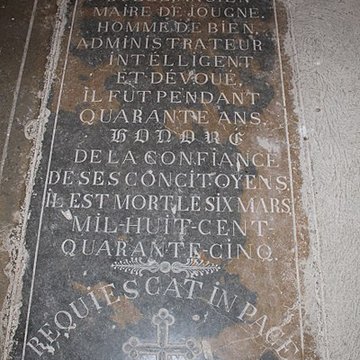 MAIRE DE JOUGNE,
HOMME DE BIEN,
ADMINISTRATEUR
INTELLIGENT
ET DÉVOUÉ,
IL FUT PENDANT
QUARANTE ANS,
HONORÉ
DE LA CONFIANCE
DE SES CONCITOYENS,
IL EST MORT LE SIX MARS
MIL-HUIT-CENT-
QUARANTE-CINQ.
REQUIESCAT IN PACE